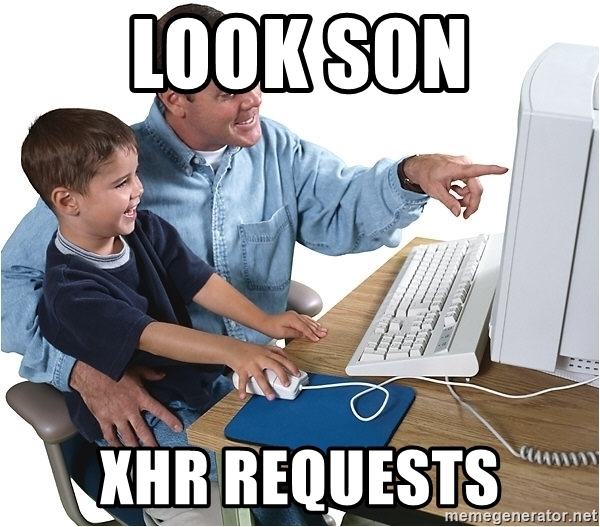 LOOK SON
XHR REQUESTS
memegenerator.net